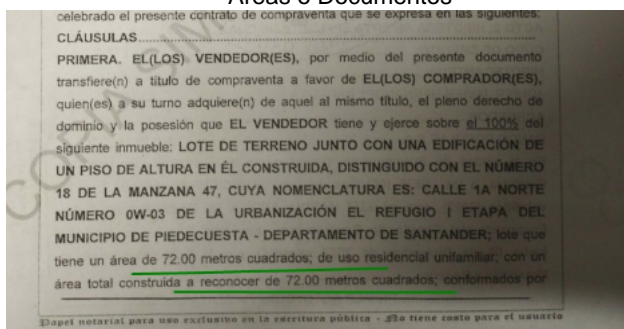 Áreas o Documentos
celebrado el presente contrato de compraventa que se expresa en las siguientes:
CLÁUSULAS
PRIMERA. EL(LOS) VENDEDOR(ES), por medio del presente documento
transfiere(n) a título de compraventa a favor de EL(LOS) COMPRADOR(ES),
quien(es) a su turno adquiere(n) de aquel al mismo título, el pleno derecho de
dominio y la posesión que EL VENDEDOR tiene y ejerce sobre el 100% del
siguiente inmueble: LOTE DE TERRENO JUNTO CON UNA EDIFICACIÓN DE
UN PISO DE ALTURA EN ÉL CONSTRUIDA, DISTINGUIDO CON EL NÚMERO
18 DE LA MANZANA 47, CUYA NOMENCLATURA ES: CALLE 1A NORTE
NÚMERO 0W-03 DE LA URBANIZACIÓN EL REFUGIO I ETAPA DEL
MUNICIPIO DE PIEDECUESTA - DEPARTAMENTO DE SANTANDER; lote que
tiene un área de 72.00 metros cuadrados; de uso residencial unifamiliar; con un
área total construida a reconocer de 72.00 metros cuadrados; conformados por
Papel notarial para uso exclusivo en la escritura pública - No tiene costo para el usuario
COPIA SIM